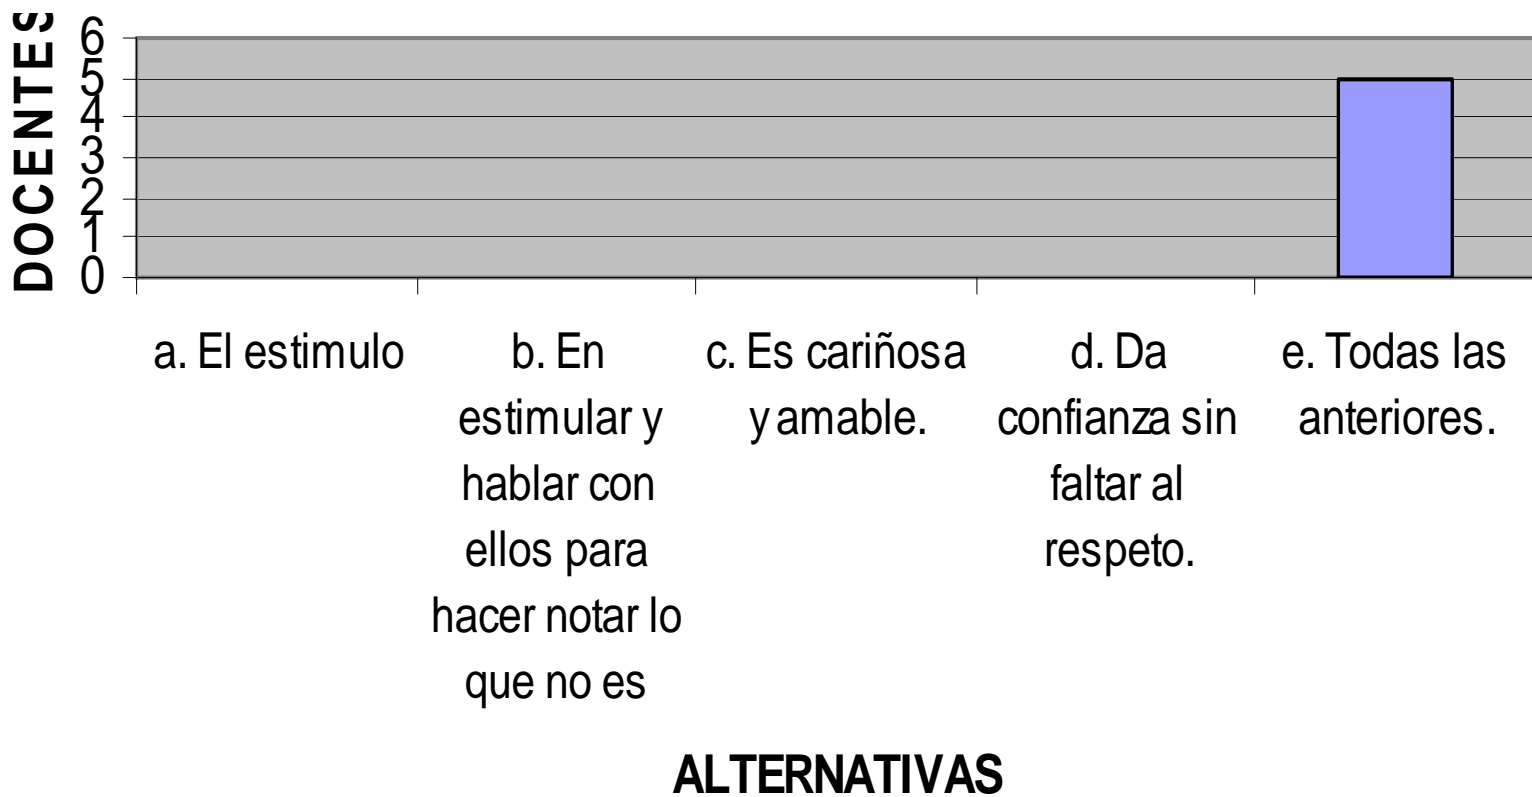 DOCENTES
6
5
4
3
2
1
0
a. El estimulo
b. En
estimular y
hablar con
ellos para
hacer notar lo
que no es
c. Es cariñosa
y amable.
d. Da
confianza sin
faltar al
respeto.
e. Todas las
anteriores.
ALTERNATIVAS